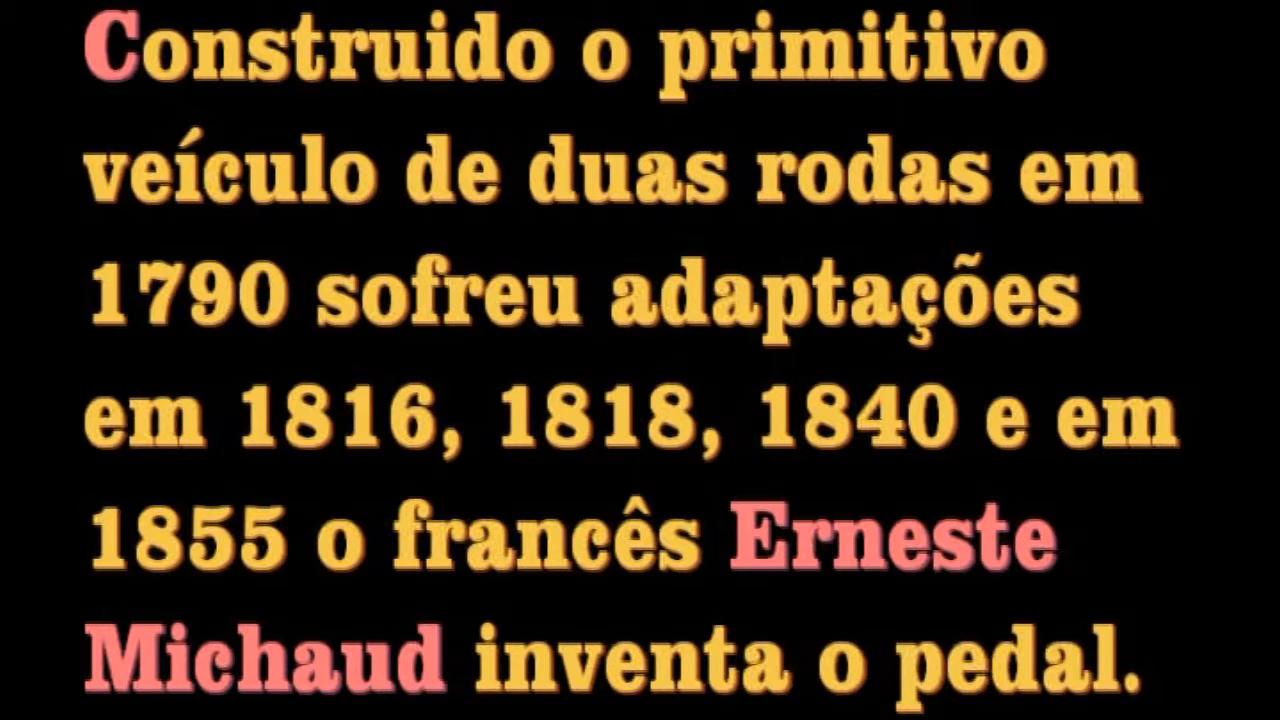 Construido o primitivo
veículo de duas rodas em
1790 sofreu adaptações
em 1816, 1818, 1840 e em
1855 o francês Erneste
Michaud inventa o pedal.